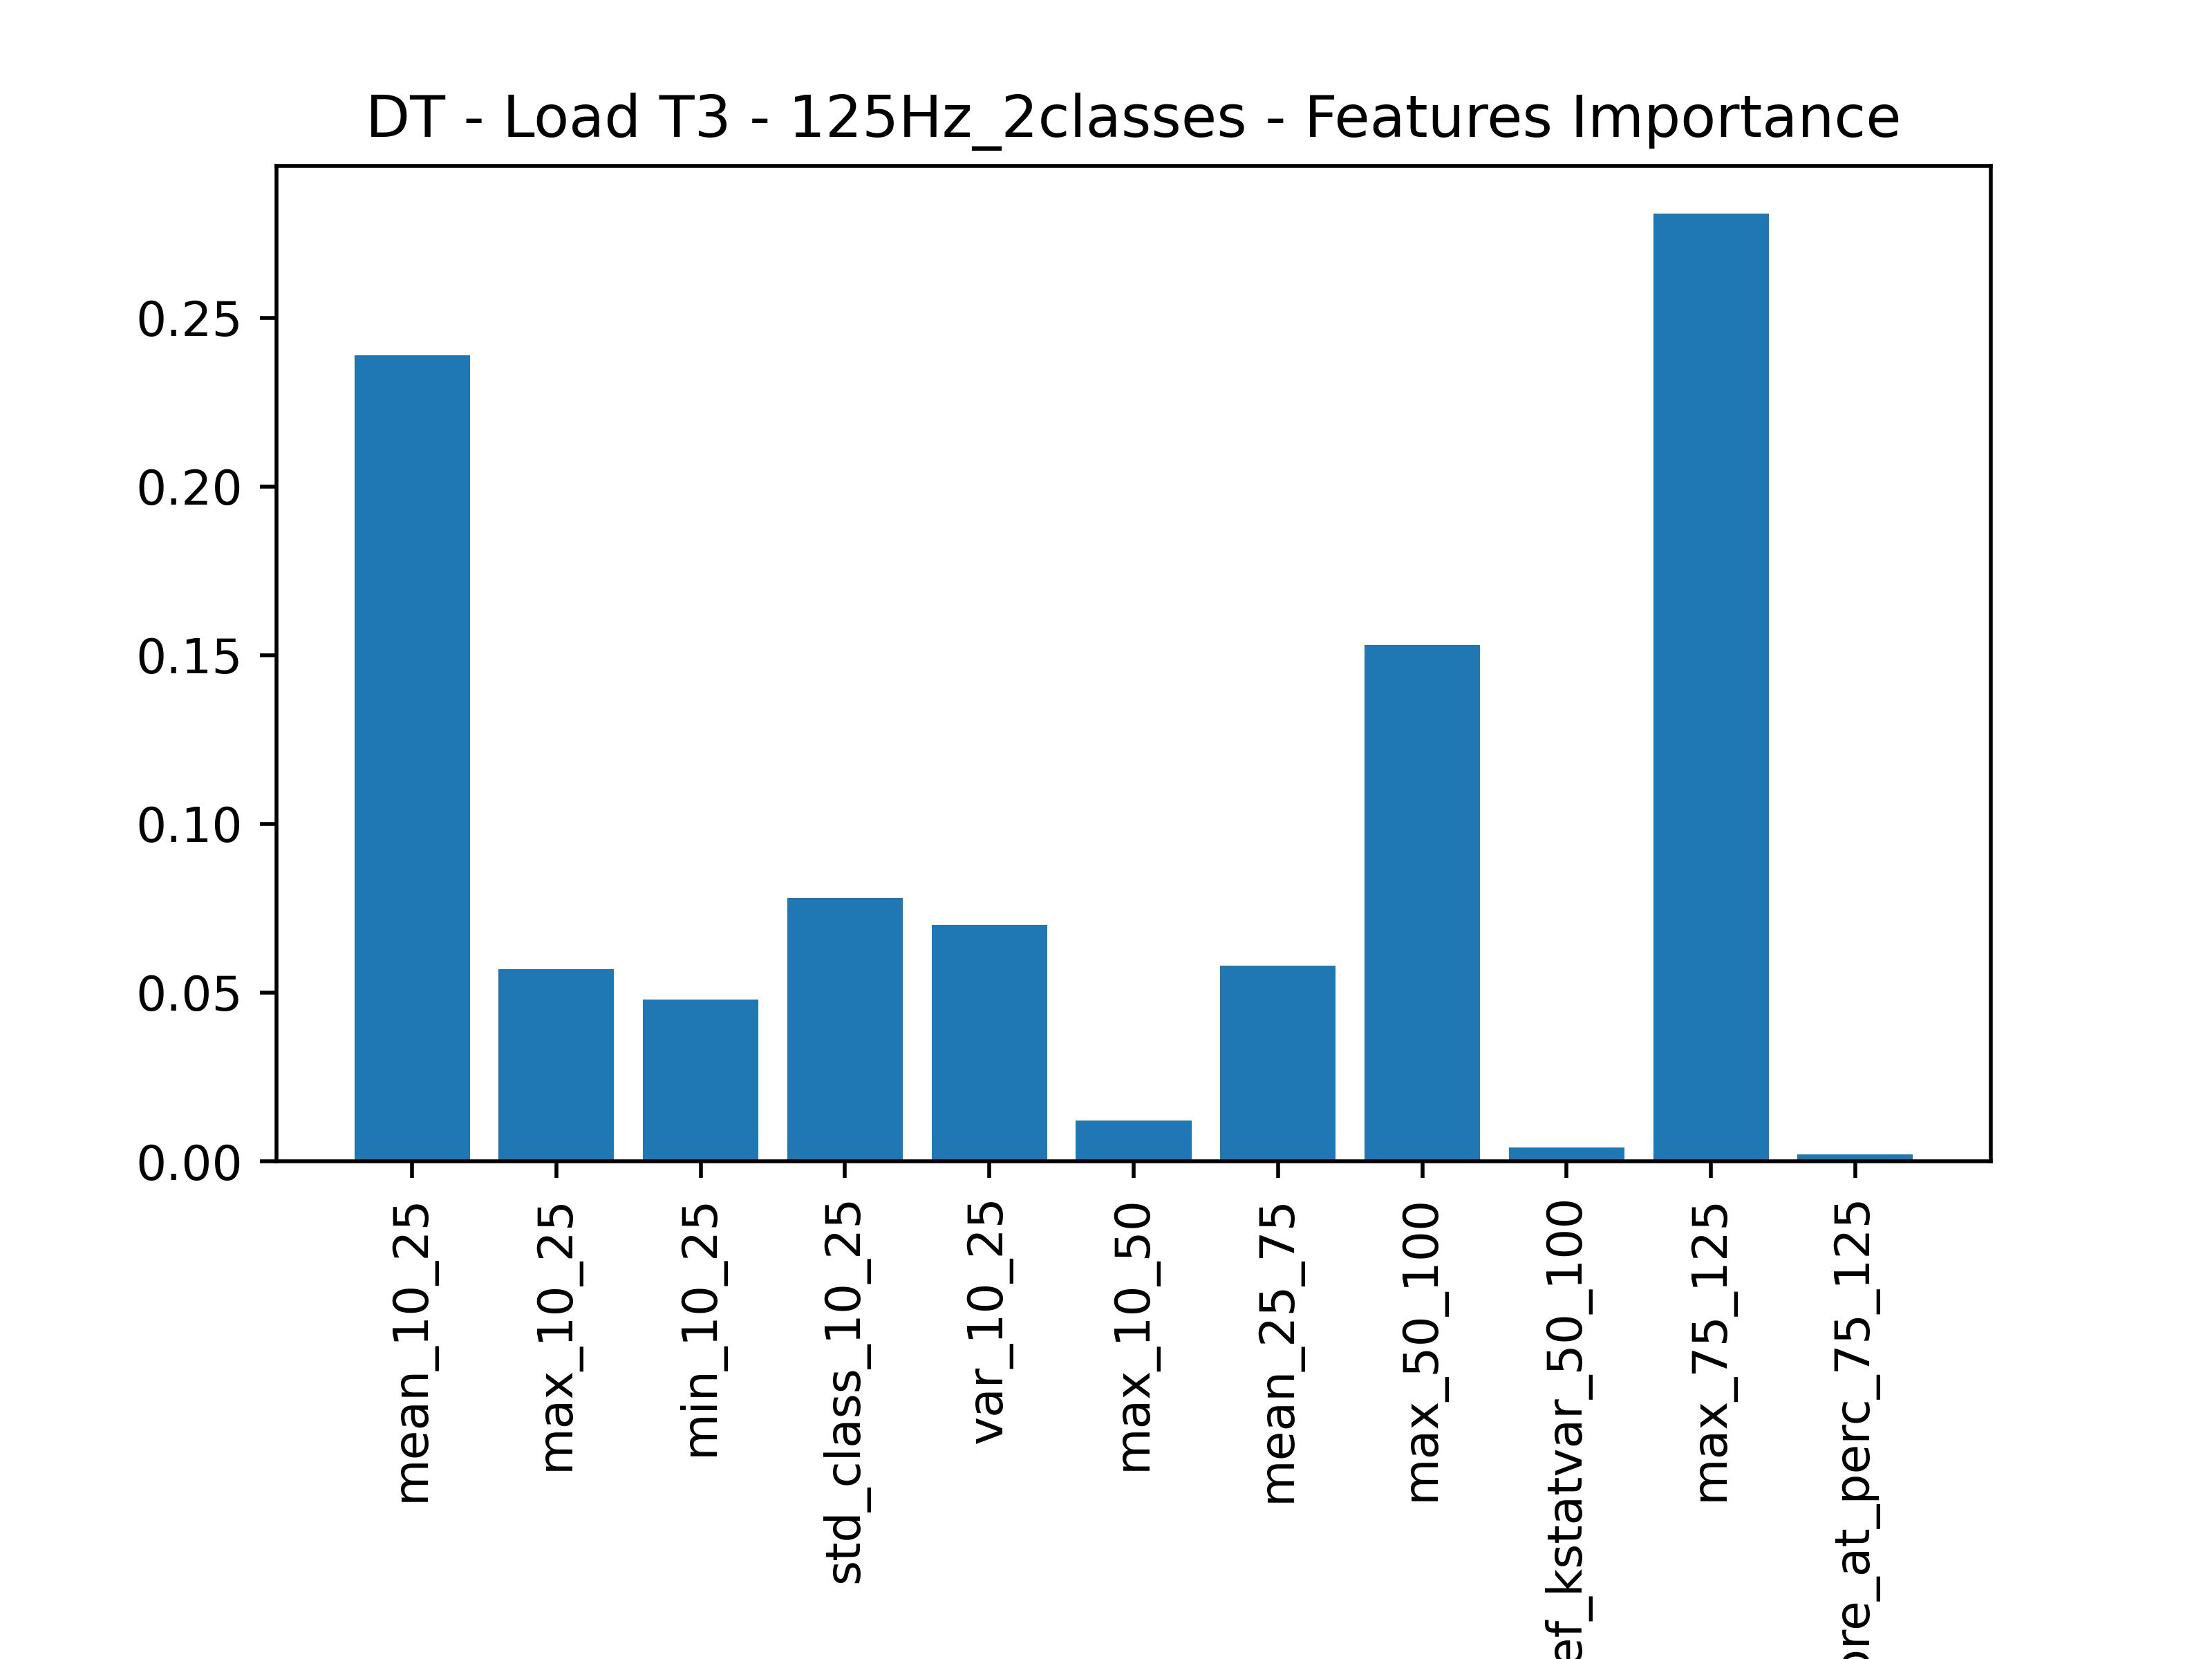 DT - Load T3 - 125Hz_2classes - Features Importance
0.25
0.20
0.15
0.10
0.05
0.00
mean_10_25
max_10_25
min_10_25
std_class_10_25
var_10_25
max_10_50
mean_25_75
max_50_100
ef_kstatvar_50_100
max_75_125
ore_at_perc_75_125